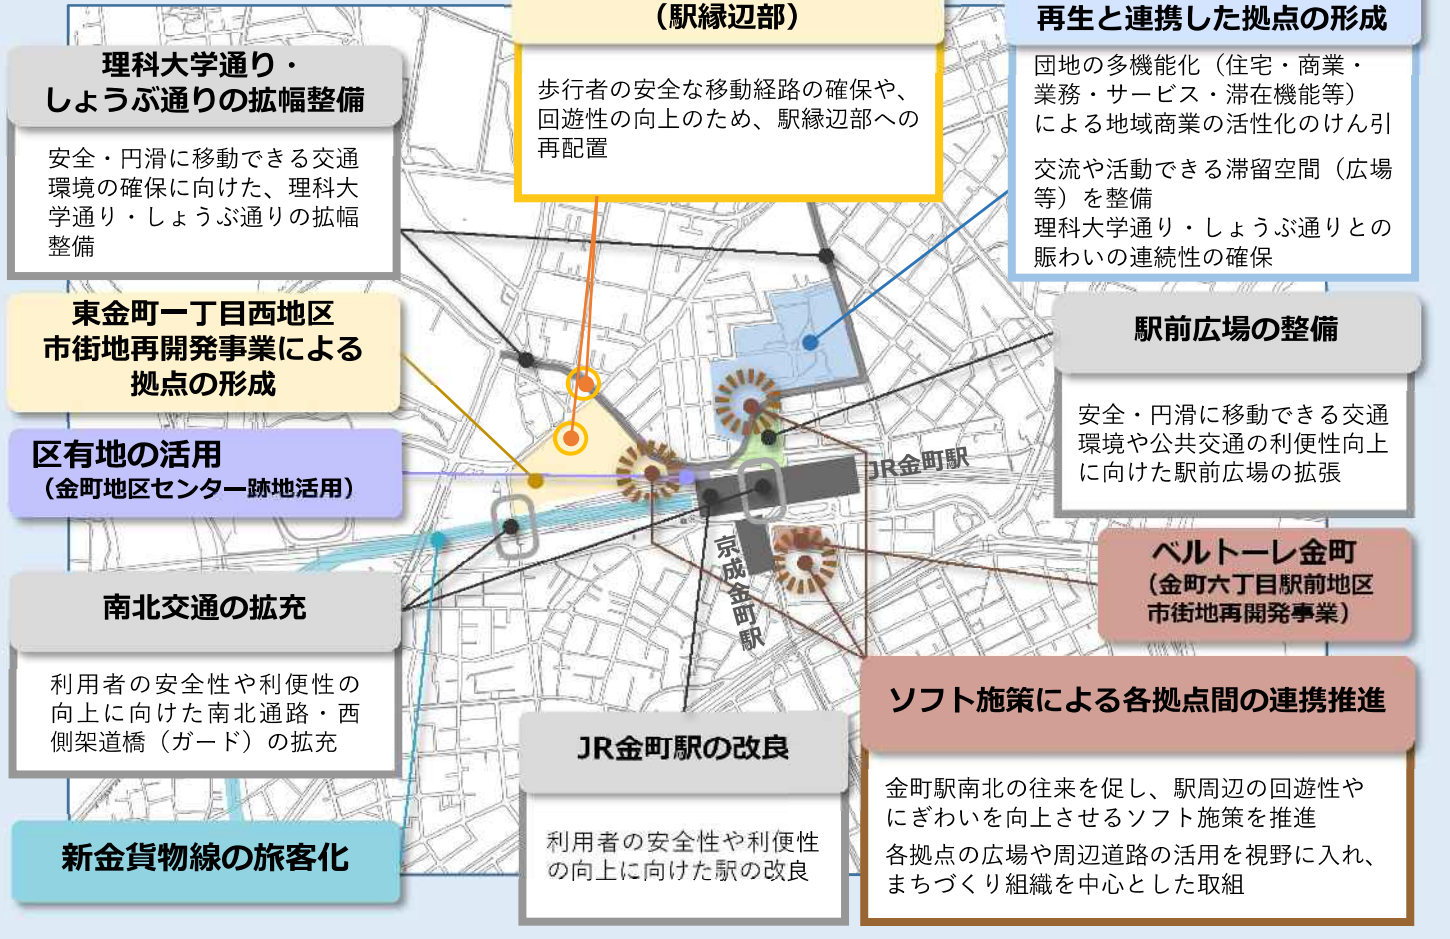 理科大学通り・
しょうぶ通りの拡幅整備
安全・円滑に移動できる交通
環境の確保に向けた、理科大
学通り・しょうぶ通りの拡幅
整備
東金町一丁目西地区
市街地再開発事業による
拠点の形成
区有地の活用
（金町地区センター跡地活用）
南北交通の拡充
利用者の安全性や利便性の
向上に向けた南北通路・西
側架道橋（ガード）の拡充
新金貨物線の旅客化
（駅縁辺部）
歩行者の安全な移動経路の確保や、
回遊性の向上のため、駅縁辺部への
再配置
JR金町駅
京成金町駅
JR金町駅の改良
利用者の安全性や利便性
の向上に向けた駅の改良
再生と連携した拠点の形成
団地の多機能化（住宅・商業・
業務・サービス・滞在機能等）
による地域商業の活性化のけん引
交流や活動できる滞留空間（広場
等）を整備
理科大学通り・しょうぶ通りとの
賑わいの連続性の確保
駅前広場の整備
安全・円滑に移動できる交通
環境や公共交通の利便性向上
に向けた駅前広場の拡張
ベルトーレ金町
（金町六丁目駅前地区
市街地再開発事業）
ソフト施策による各拠点間の連携推進
金町駅南北の往来を促し、駅周辺の回遊性や
にぎわいを向上させるソフト施策を推進
各拠点の広場や周辺道路の活用を視野に入れ、
まちづくり組織を中心とした取組